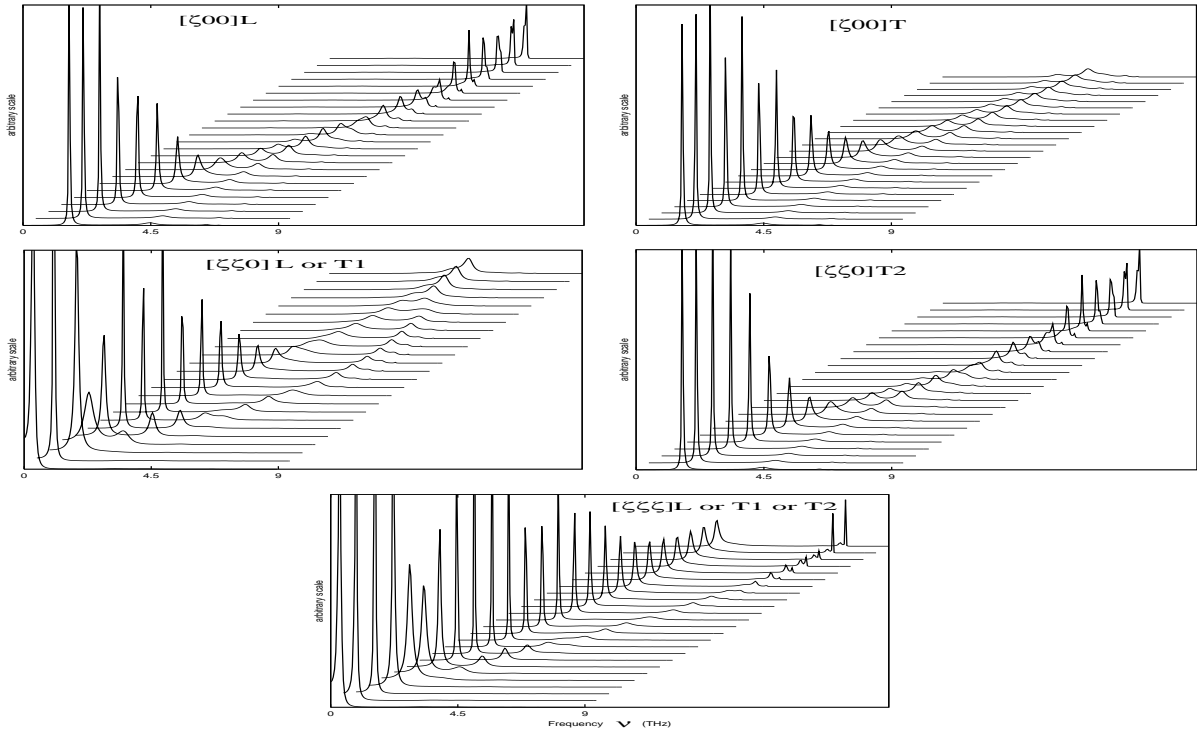 [ζ00]L
arbitrary scale
0 4.5 9
[ζ00]T
arbitrary scale
0 4.5 9
[ζζ0] L or T1
arbitrary scale
0 4.5 9
[ζζ0]T2
arbitrary scale
0 4.5 9
[ζζζ]L or T1 or T2
arbitrary scale
0 4.5 9
Frequency ν (THz)